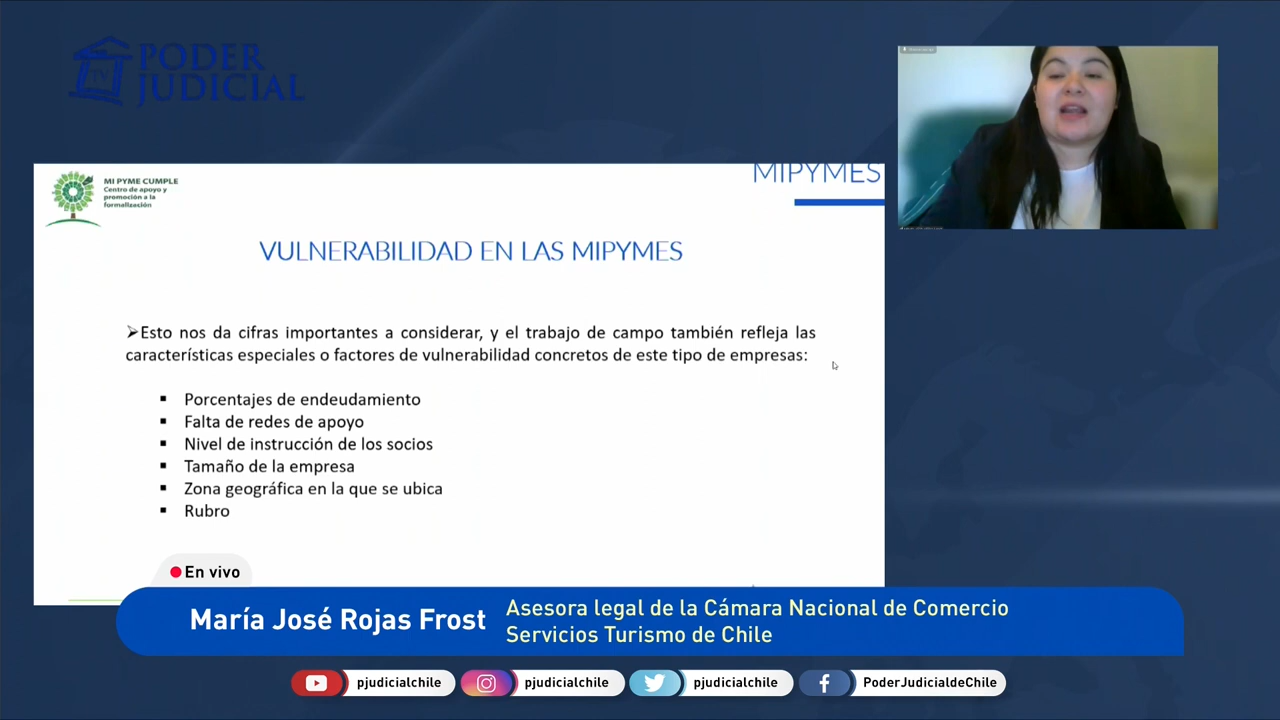 PODER
JUDICIAL
TV
MI PYME CUMPLE
Centro de apoyo y
promoción a la
formalización
MIPYMES
VULNERABILIDAD EN LAS MIPYMES
➢Esto nos da cifras importantes a considerar, y el trabajo de campo también refleja las
características especiales o factores de vulnerabilidad concretos de este tipo de empresas:
▪ Porcentajes de endeudamiento
▪ Falta de redes de apoyo
▪ Nivel de instrucción de los socios
▪ Tamaño de la empresa
▪ Zona geográfica en la que se ubica
▪ Rubro
En vivo
María José Rojas Frost
Asesora legal de la Cámara Nacional de Comercio
Servicios Turismo de Chile
pjudicialchile
pjudicialchile
pjudicialchile
PoderJudicialdeChile